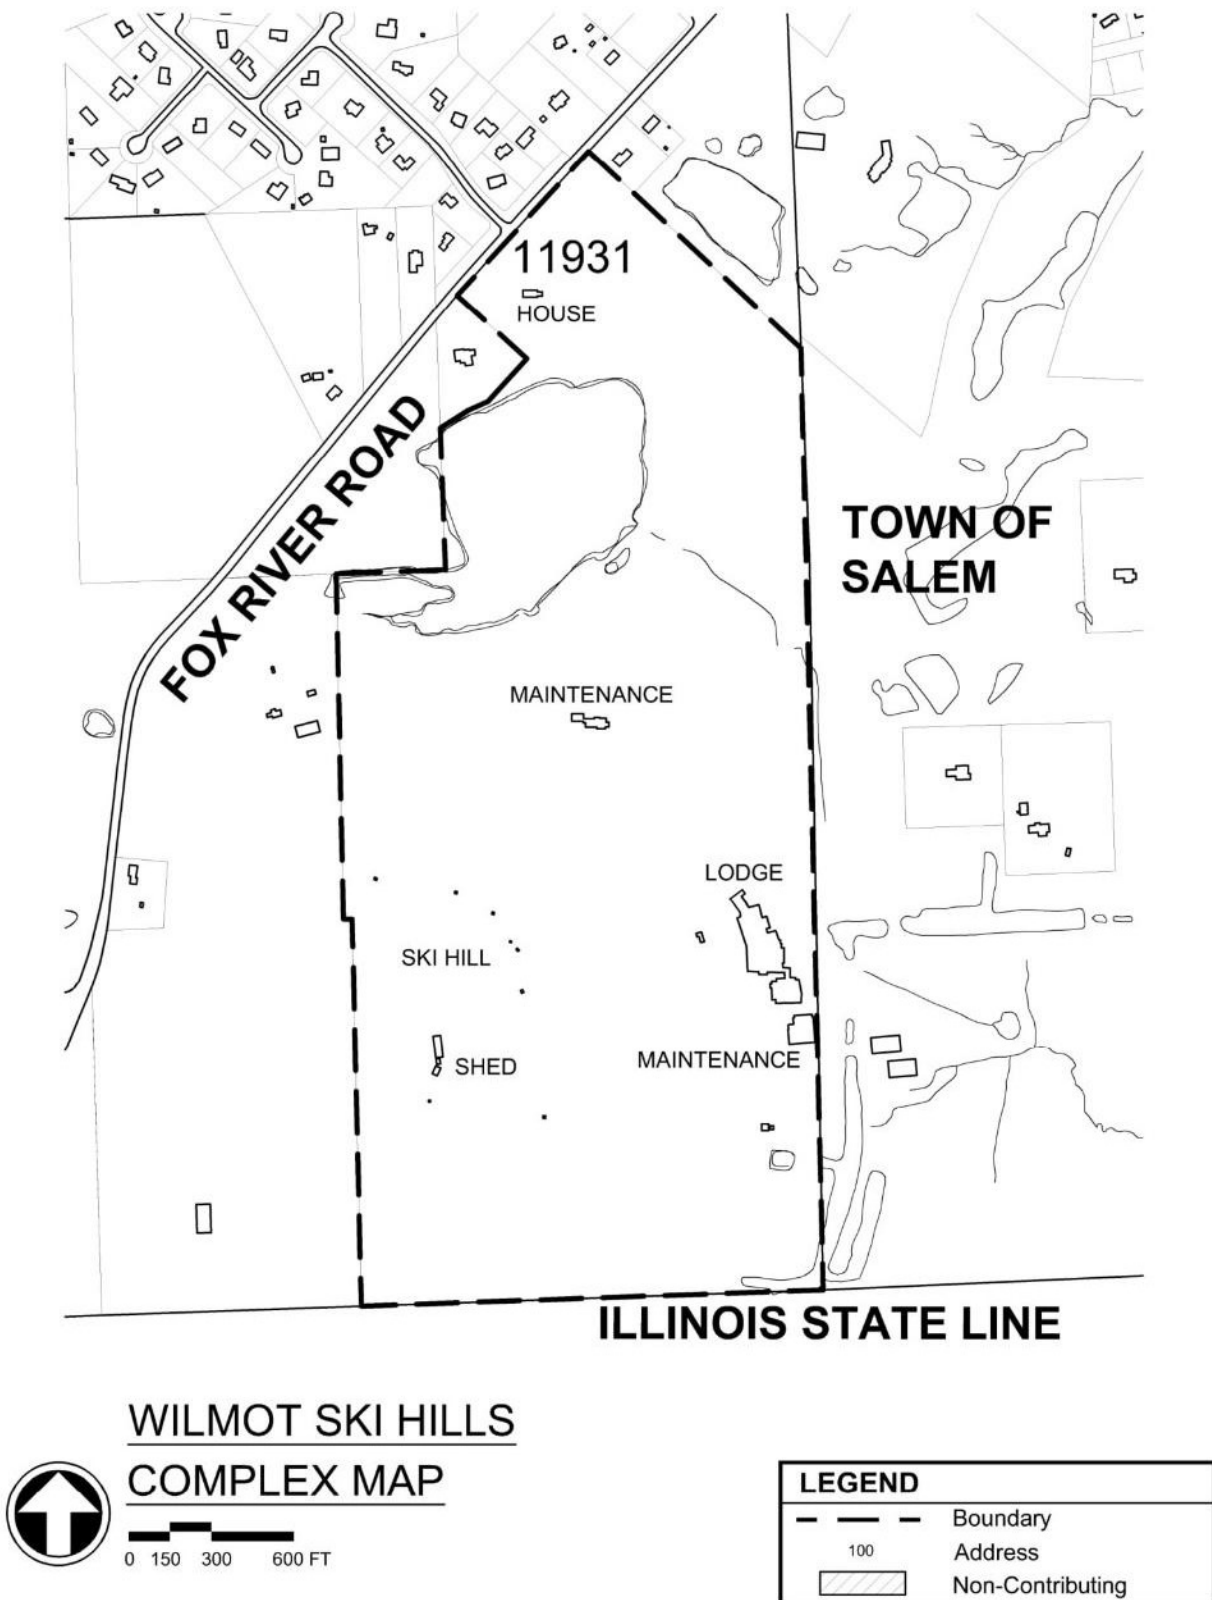 11931
HOUSE
FOX RIVER ROAD
TOWN OF
SALEM
MAINTENANCE
LODGE
SKI HILL
SHED
MAINTENANCE
ILLINOIS STATE LINE
WILMOT SKI HILLS
COMPLEX MAP
0 150 300 600 FT
LEGEND
Boundary
100 Address
Non-Contributing